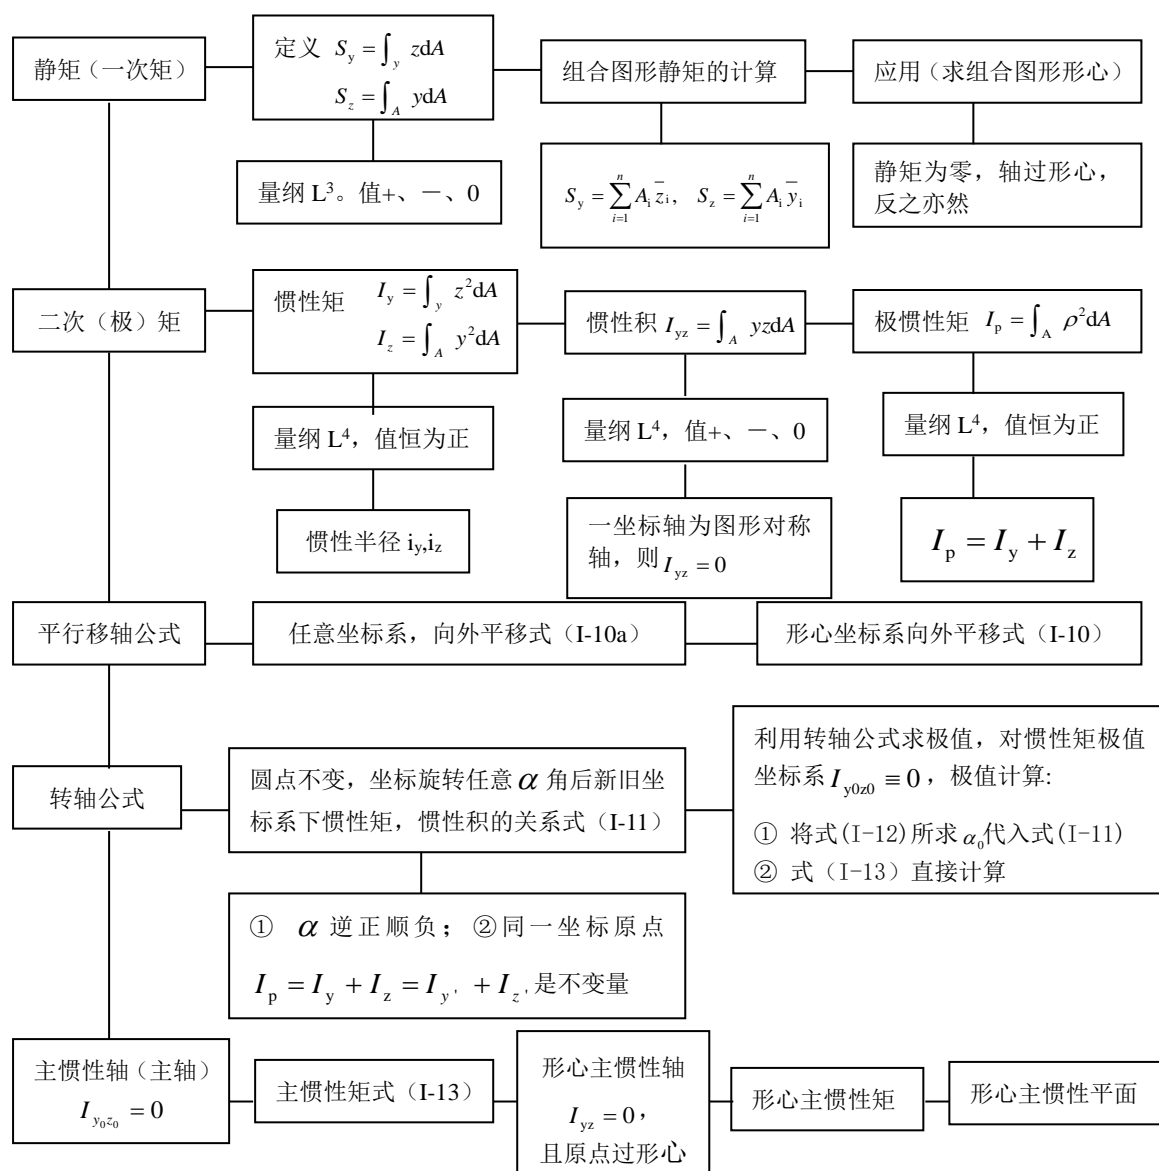 静矩（一次矩）
定义 S_y = ∫_y zdA
S_z = ∫_A ydA
组合图形静矩的计算
应用（求组合图形形心）
量纲 L³。值+、－、0
S_y = ∑_{i=1}^{n} A_i z̄_i, S_z = ∑_{i=1}^{n} A_i ȳ_i
静矩为零，轴过形心，
反之亦然
二次（极）矩
惯性矩 I_y = ∫_y z²dA
I_z = ∫_A y²dA
惯性积 I_yz = ∫_A yzdA
极惯性矩 I_p = ∫_A ρ²dA
量纲 L⁴，值恒为正
量纲 L⁴，值+、－、0
量纲 L⁴，值恒为正
惯性半径 i_y,i_z
一坐标轴为图形对称
轴，则 I_yz = 0
I_p = I_y + I_z
平行移轴公式
任意坐标系，向外平移式（I-10a）
形心坐标系向外平移式（I-10）
转轴公式
圆点不变，坐标旋转任意 α 角后新旧坐
标系下惯性矩，惯性积的关系式（I-11）
利用转轴公式求极值，对惯性矩极值
坐标系 I_y0z0 ≡ 0，极值计算:
① 将式(I-12)所求 α₀代入式(I-11)
② 式（I-13）直接计算
① α 逆正顺负；②同一坐标原点
I_p = I_y + I_z = I_y' + I_z' 是不变量
主惯性轴（主轴）
I_{y₀z₀} = 0
主惯性矩式（I-13）
形心主惯性轴
I_yz = 0，
且原点过形心
形心主惯性矩
形心主惯性平面